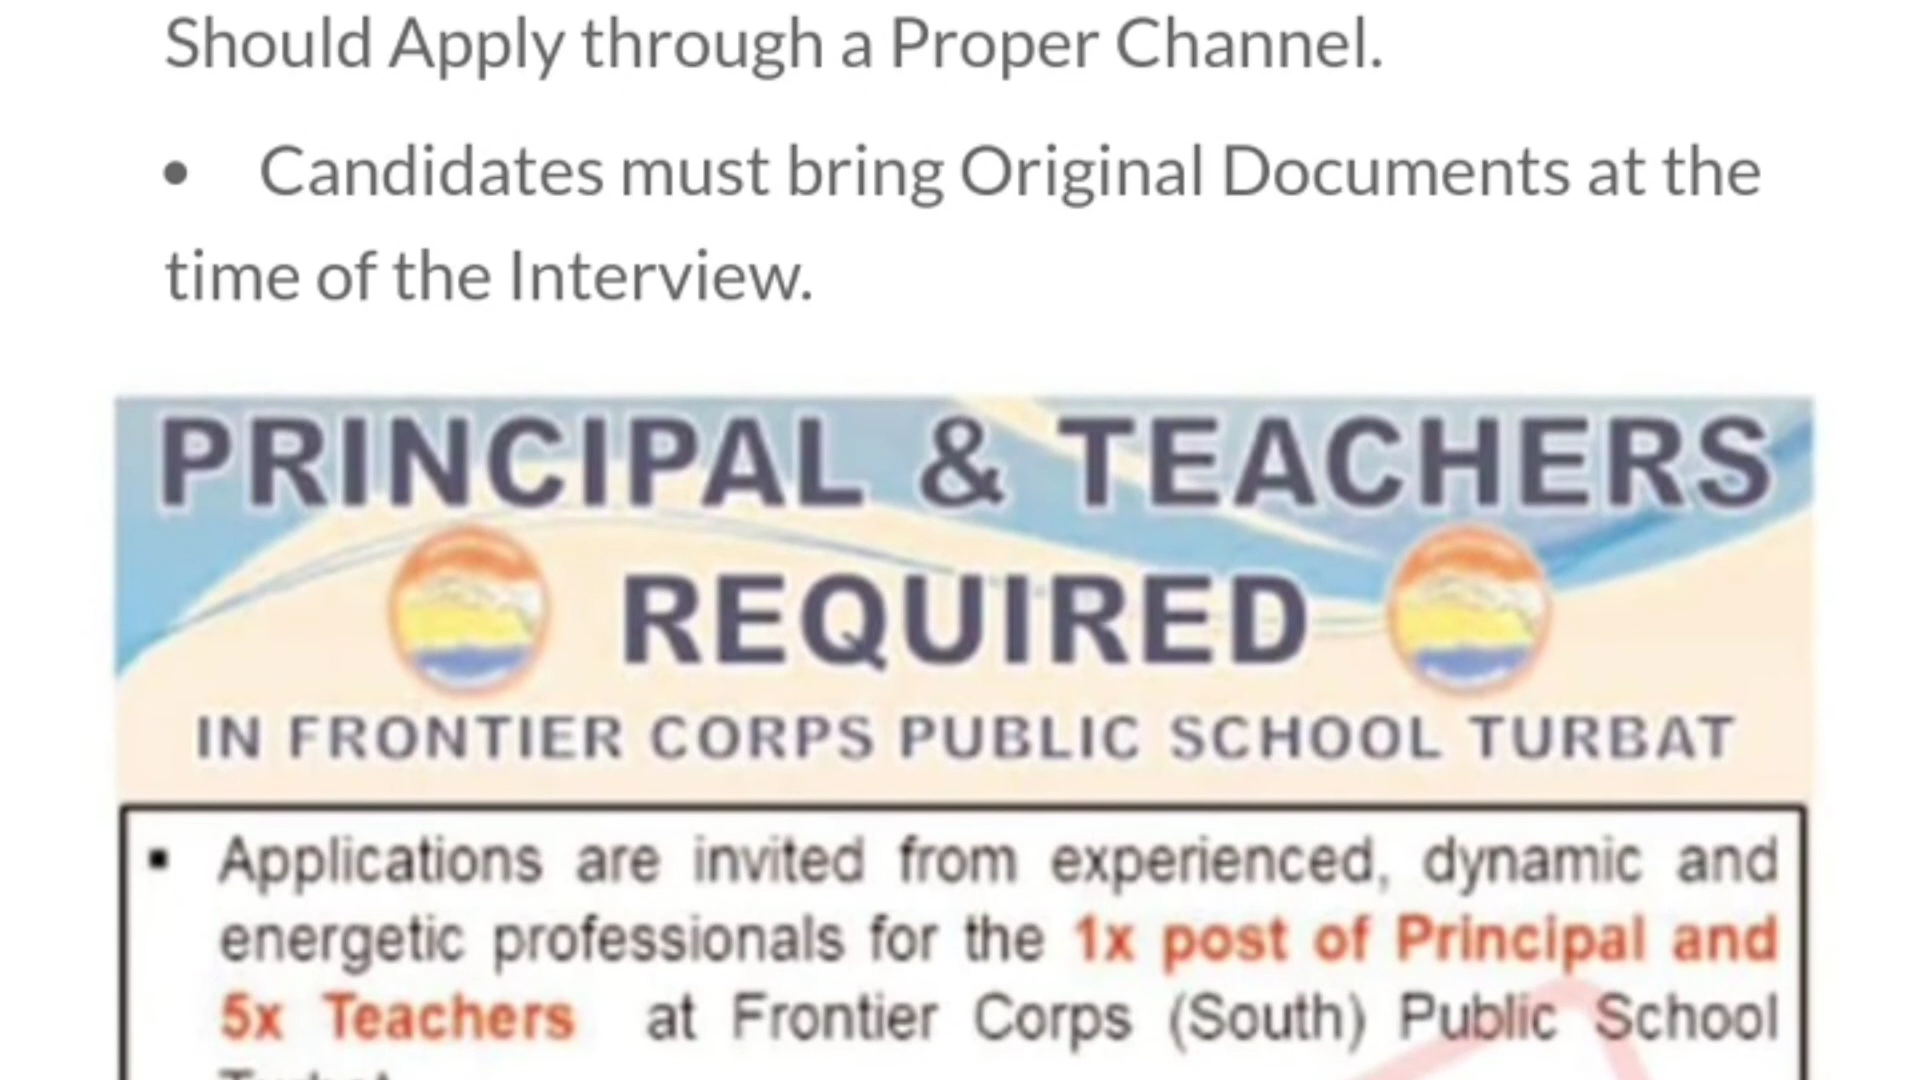 Should Apply through a Proper Channel.
• Candidates must bring Original Documents at the
time of the Interview.
PRINCIPAL & TEACHERS
REQUIRED
IN FRONTIER CORPS PUBLIC SCHOOL TURBAT
▪ Applications are invited from experienced, dynamic and
energetic professionals for the 1x post of Principal and
5x Teachers at Frontier Corps (South) Public School